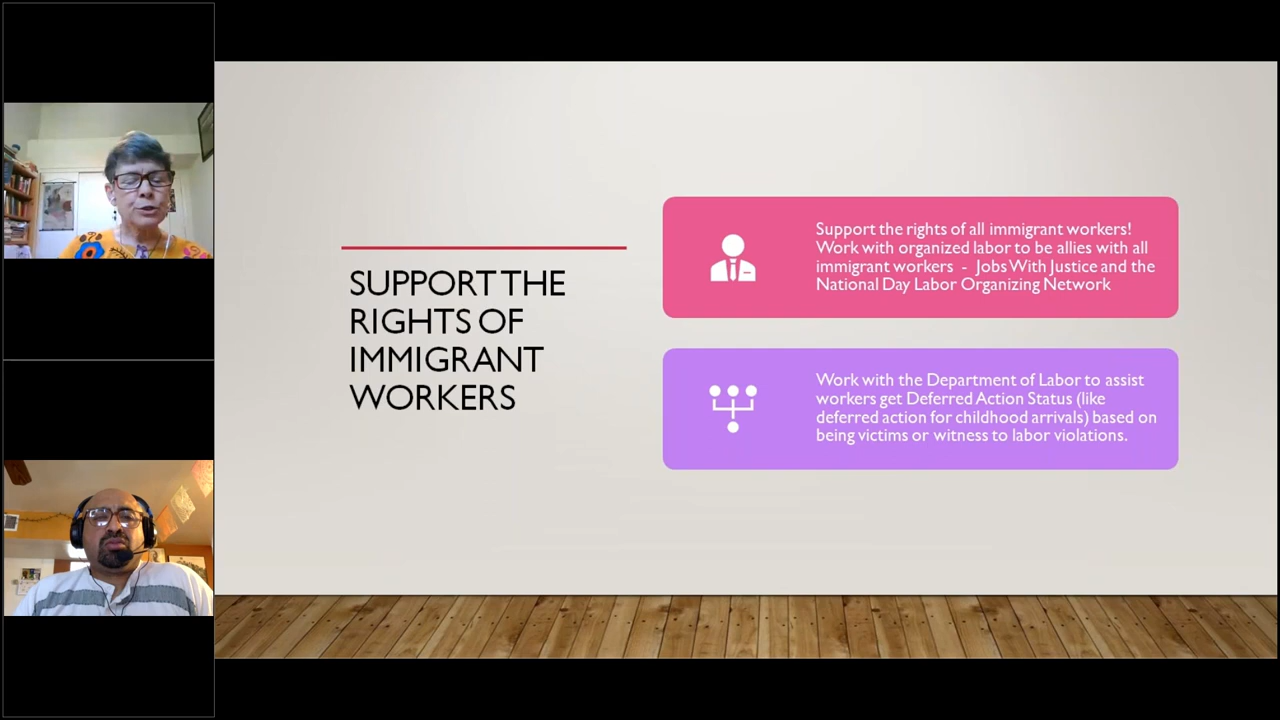 SUPPORT THE
RIGHTS OF
IMMIGRANT
WORKERS
Support the rights of all immigrant workers!
Work with organized labor to be allies with all
immigrant workers - Jobs With Justice and the
National Day Labor Organizing Network
Work with the Department of Labor to assist
workers get Deferred Action Status (like
deferred action for childhood arrivals) based on
being victims or witness to labor violations.